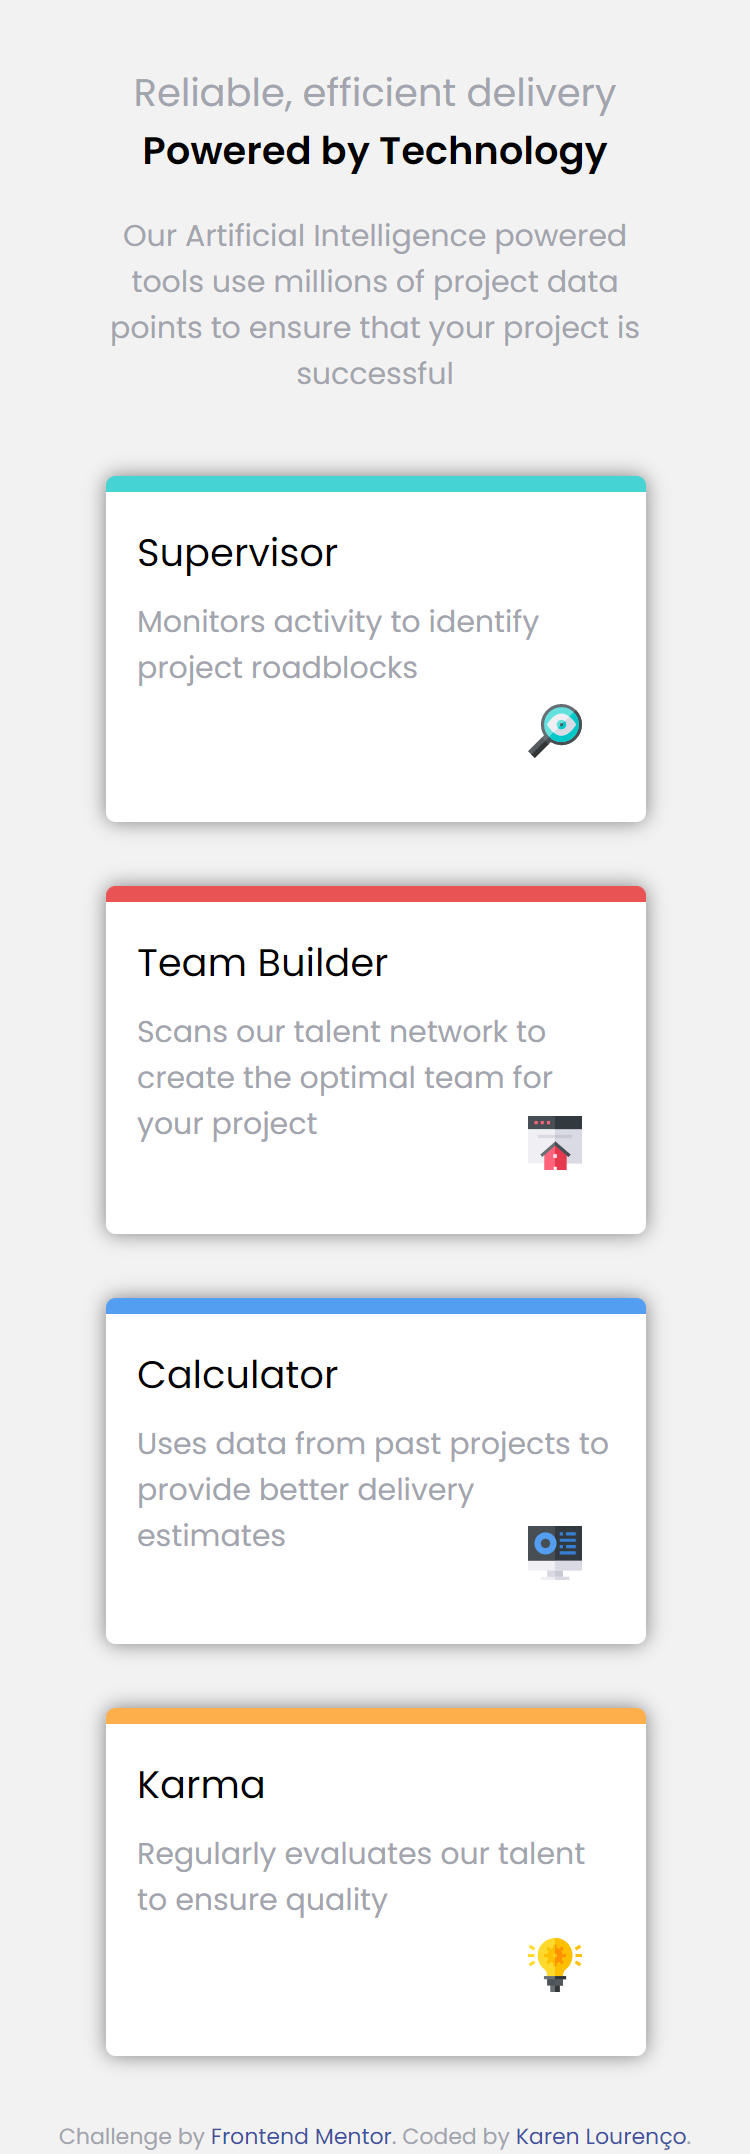 Reliable, efficient delivery
Powered by Technology
Our Artificial Intelligence powered
tools use millions of project data
points to ensure that your project is
successful
Supervisor
Monitors activity to identify
project roadblocks
Team Builder
Scans our talent network to
create the optimal team for
your project
Calculator
Uses data from past projects to
provide better delivery
estimates
Karma
Regularly evaluates our talent
to ensure quality
Challenge by Frontend Mentor. Coded by Karen Lourenço.